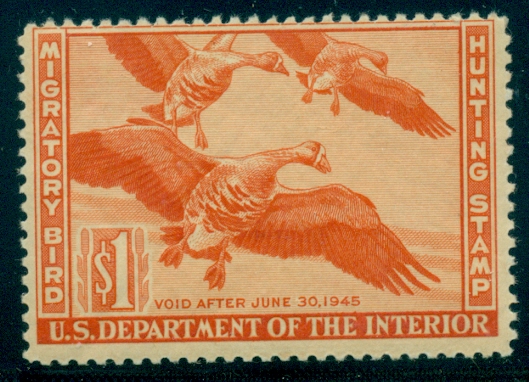 MIGRATORY BIRD
HUNTING STAMP
$1
VOID AFTER JUNE 30, 1945
U.S. DEPARTMENT OF THE INTERIOR